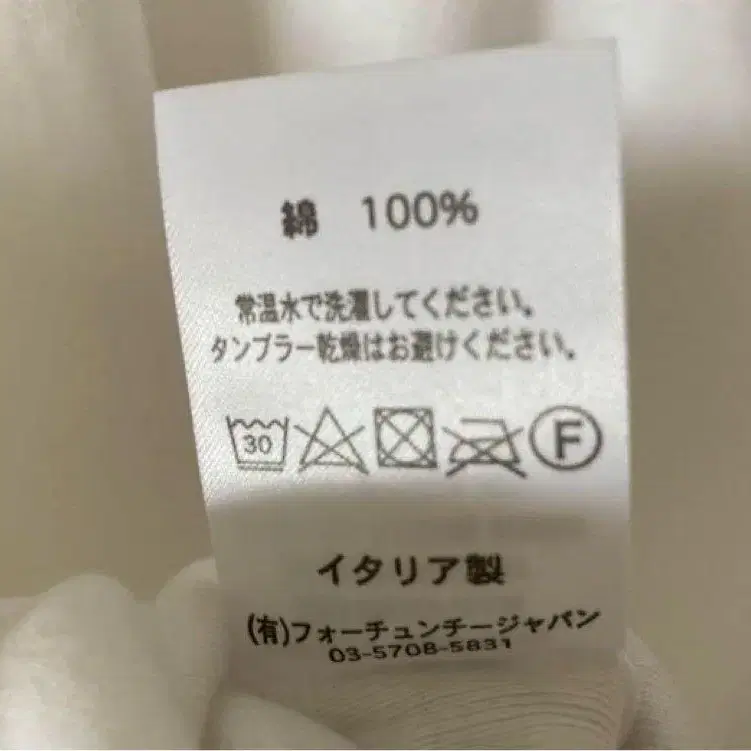 綿 100%
常温水で洗濯してください。
タンブラー乾燥はお避けください。
30 F
イタリア製
(有)フォーチュンチージャパン
03-5708-5831